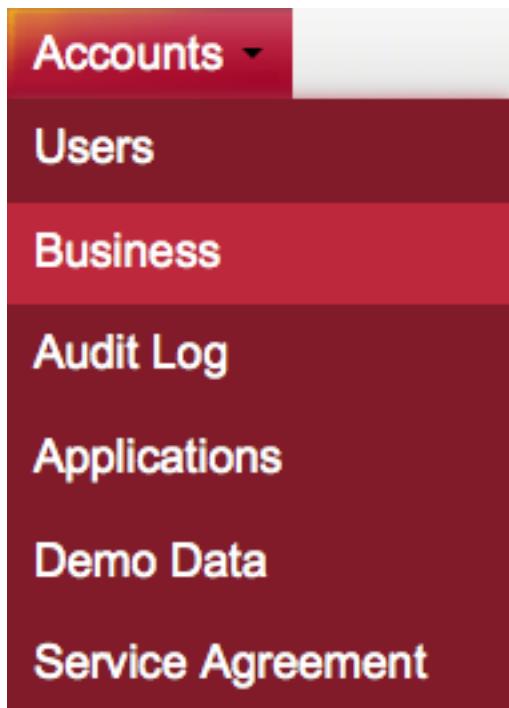 Accounts
Users
Business
Audit Log
Applications
Demo Data
Service Agreement